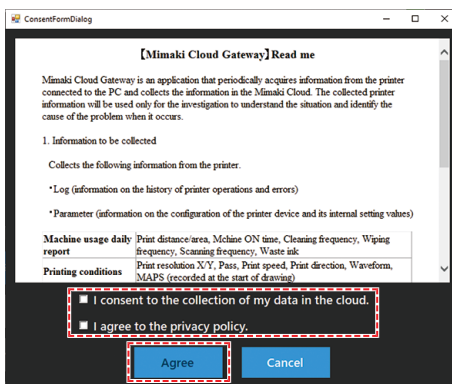 ConsentFormDialog
【Mimaki Cloud Gateway】Read me
Mimaki Cloud Gateway is an application that periodically acquires information from the printer
connected to the PC and collects the information in the Mimaki Cloud. The collected printer
information will be used only for the investigation to understand the situation and identify the
cause of the problem when it occurs.
1. Information to be collected
Collects the following information from the printer.
・Log (information on the history of printer operations and errors)
・Parameter (information on the configuration of the printer device and its internal setting values)
Machine usage daily Print distance/area, Mchine ON time, Cleaning frequency, Wiping
report frequency, Scanning frequency, Waste ink
Printing conditions Print resolution X/Y, Pass, Print speed, Print direction, Waveform,
MAPS (recorded at the start of drawing)
I consent to the collection of my data in the cloud.
I agree to the privacy policy.
Agree Cancel